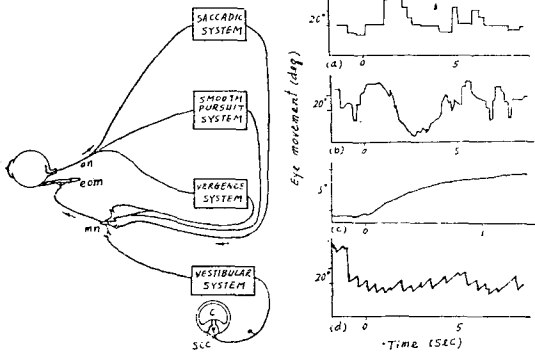 SACCADIC
SYSTEM
SMOOTH
PURSUIT
SYSTEM
on
eom
VERGENCE
SYSTEM
mn
VESTIBULAR
SYSTEM
C
SCC
Eye movement (deg)
20°
(a)
0
5
20°
(b)
0
5
5°
(c)
0
1
20°
(d)
0
5
Time (sec)